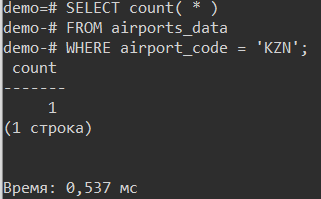 demo=# SELECT count( * )
demo-# FROM airports_data
demo-# WHERE airport_code = 'KZN';
 count
-------
     1
(1 строка)

Время: 0,537 мс